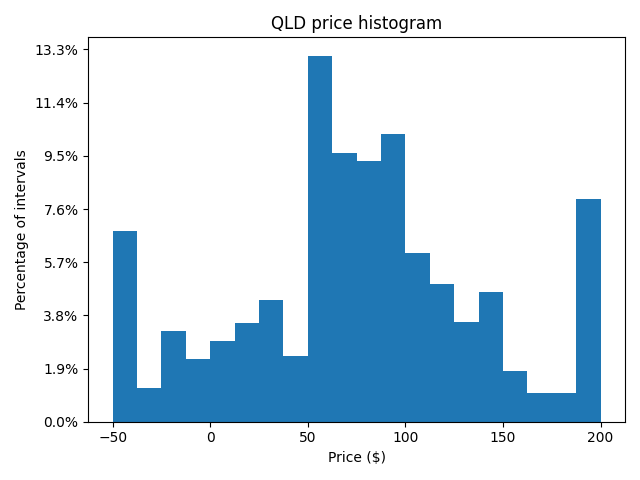 QLD price histogram
13.3%
11.4%
9.5%
7.6%
5.7%
3.8%
1.9%
0.0%
Percentage of intervals
−50 0 50 100 150 200
Price ($)